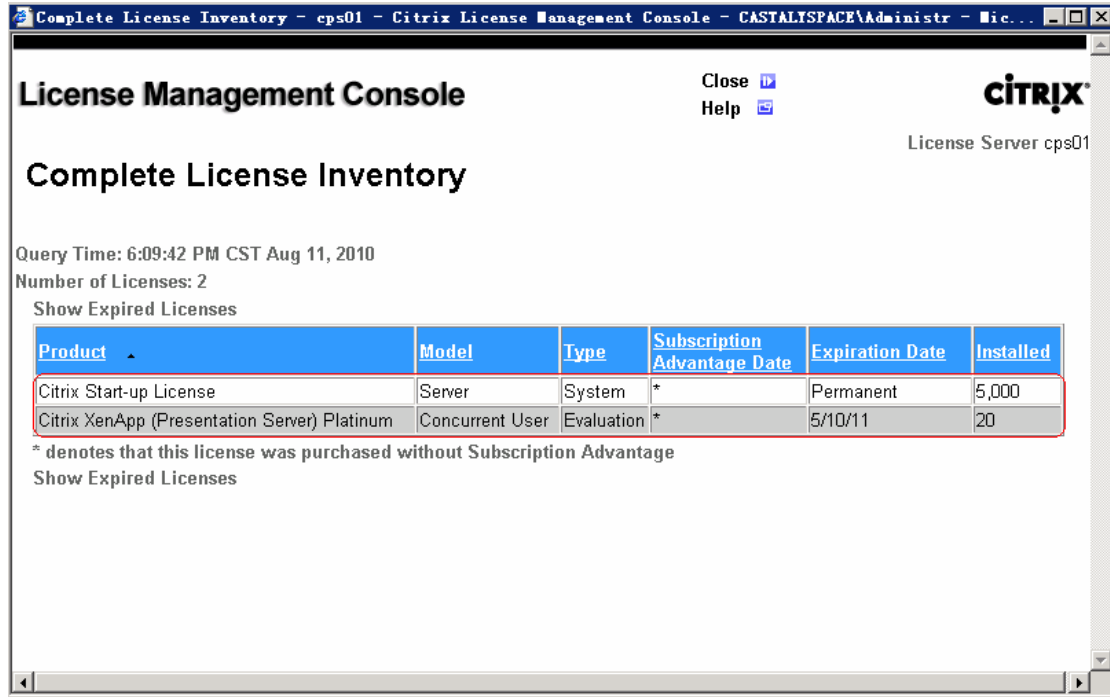 Complete License Inventory - cps01 - Citrix License Management Console - CASTALYSPACE\Administr - Mic...
License Management Console
Close
Help
CİTRIX®
License Server cps01
Complete License Inventory
Query Time: 6:09:42 PM CST Aug 11, 2010
Number of Licenses: 2
Show Expired Licenses
Product Model Type Subscription Advantage Date Expiration Date Installed
Citrix Start-up License Server System * Permanent 5,000
Citrix XenApp (Presentation Server) Platinum Concurrent User Evaluation * 5/10/11 20
* denotes that this license was purchased without Subscription Advantage
Show Expired Licenses